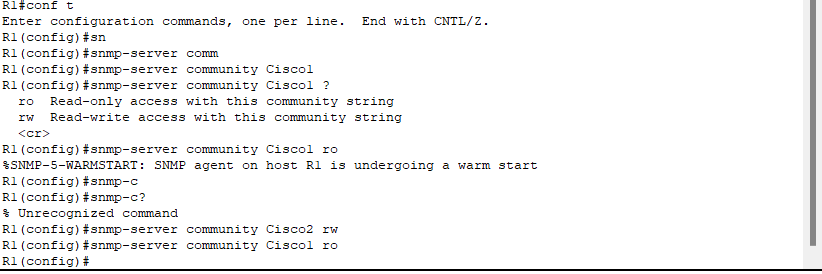 R1#conf t
Enter configuration commands, one per line.  End with CNTL/Z.
R1(config)#sn
R1(config)#snmp-server comm
R1(config)#snmp-server community Cisco1
R1(config)#snmp-server community Cisco1 ?
  ro  Read-only access with this community string
  rw  Read-write access with this community string
  <cr>
R1(config)#snmp-server community Cisco1 ro
%SNMP-5-WARMSTART: SNMP agent on host R1 is undergoing a warm start
R1(config)#snmp-c
R1(config)#snmp-c?
% Unrecognized command
R1(config)#snmp-server community Cisco2 rw
R1(config)#snmp-server community Cisco1 ro
R1(config)#